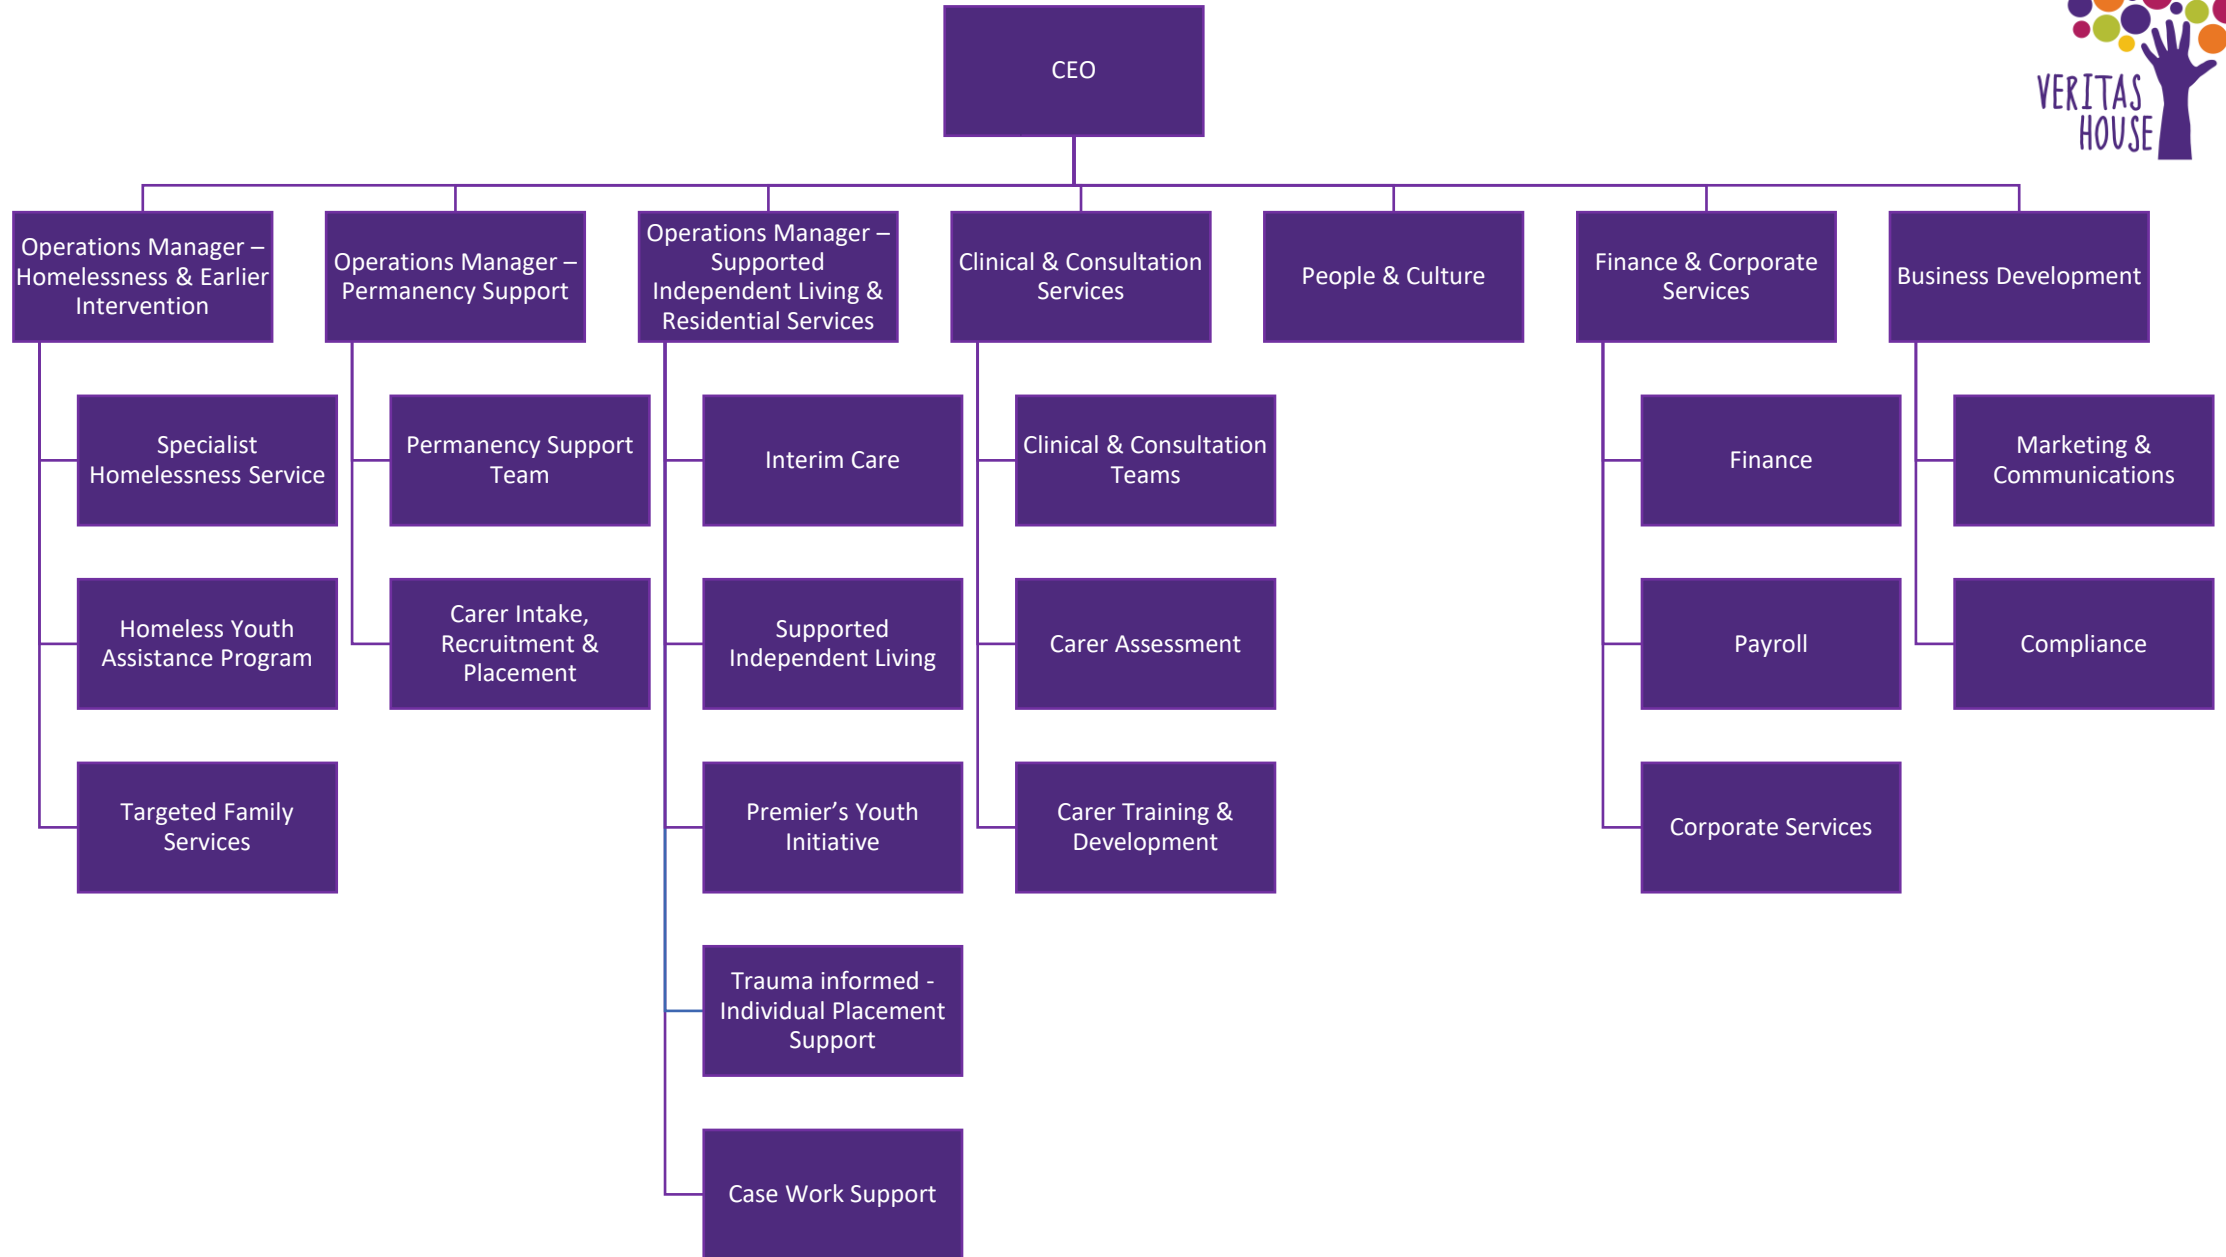 CEO
VERITAS
HOUSE
Operations Manager –
Homelessness & Earlier
Intervention
Operations Manager –
Permanency Support
Operations Manager –
Supported
Independent Living &
Residential Services
Clinical & Consultation
Services
People & Culture
Finance & Corporate
Services
Business Development
Specialist
Homelessness Service
Permanency Support
Team
Interim Care
Clinical & Consultation
Teams
Finance
Marketing &
Communications
Homeless Youth
Assistance Program
Carer Intake,
Recruitment &
Placement
Supported
Independent Living
Carer Assessment
Payroll
Compliance
Targeted Family
Services
Premier’s Youth
Initiative
Carer Training &
Development
Corporate Services
Trauma informed -
Individual Placement
Support
Case Work Support